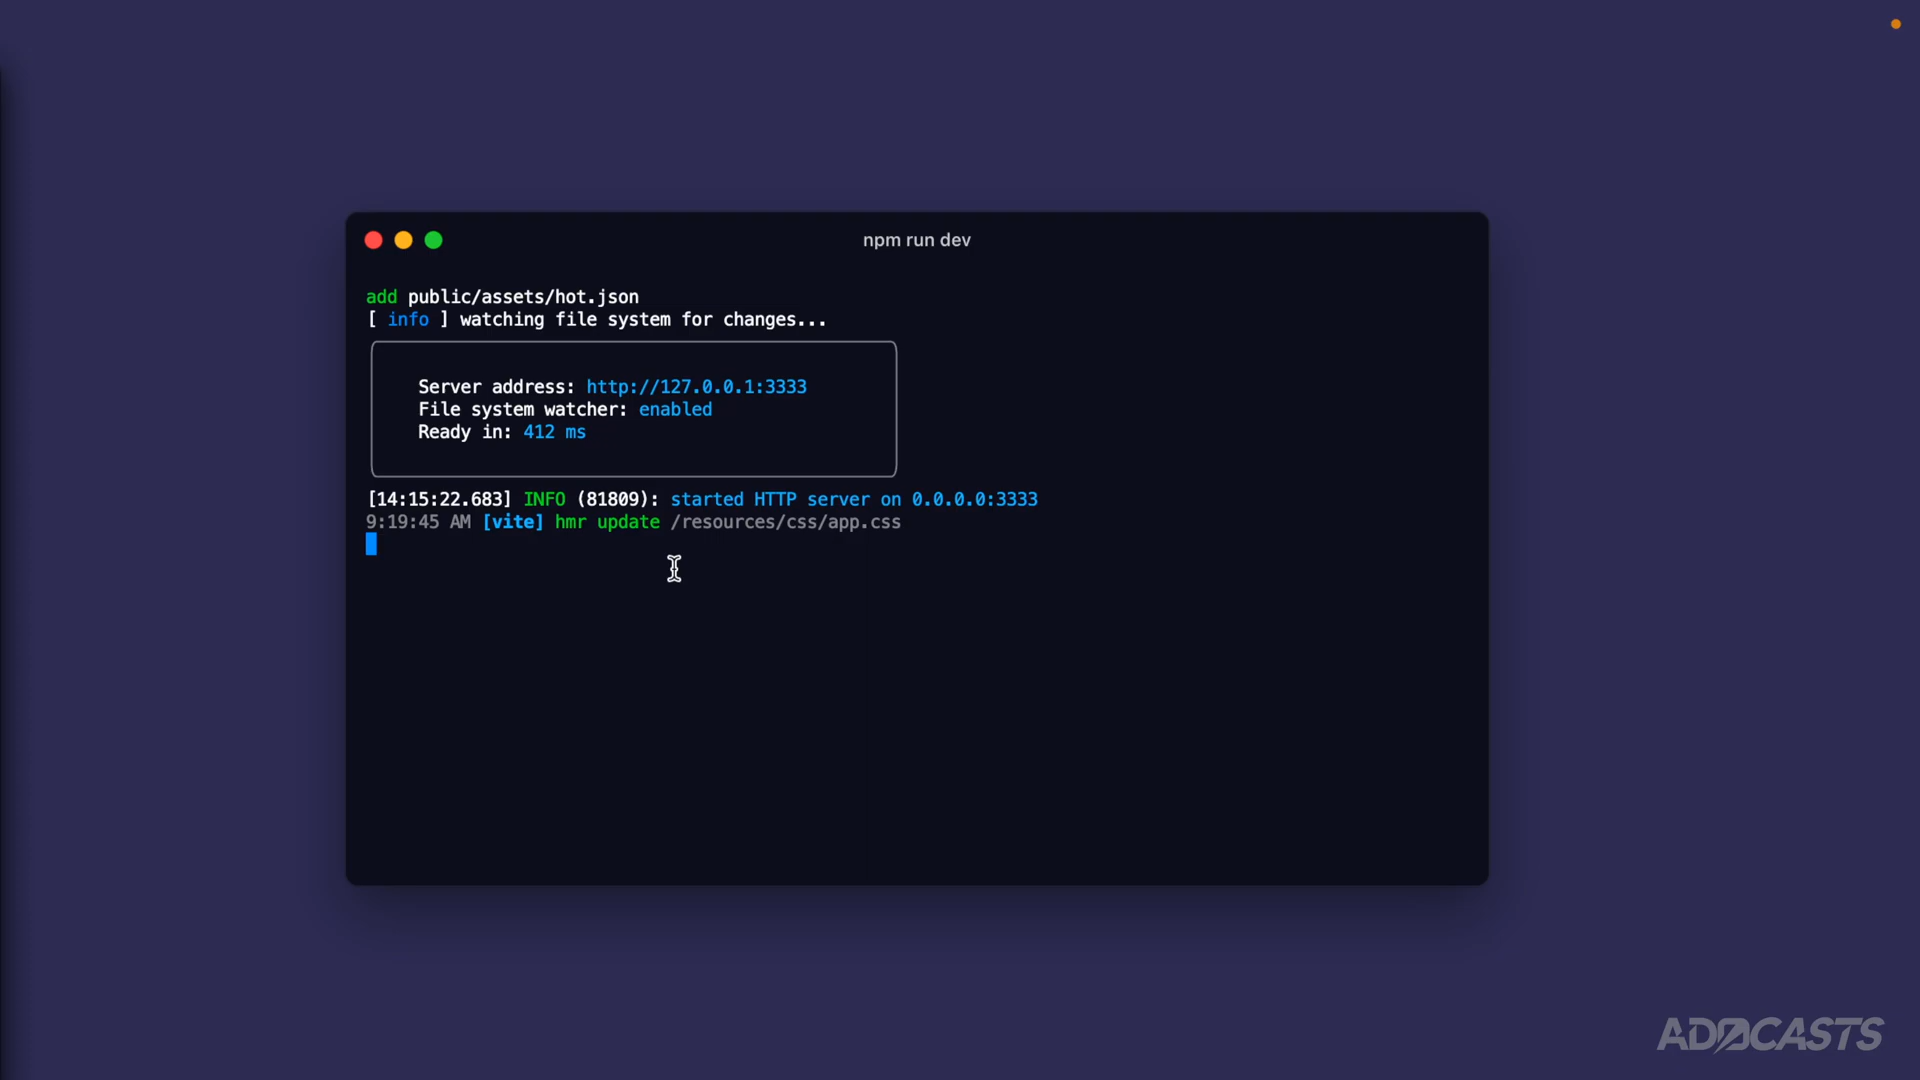 npm run dev
add public/assets/hot.json
[ info ] watching file system for changes...
Server address: http://127.0.0.1:3333
File system watcher: enabled
Ready in: 412 ms
[14:15:22.683] INFO (81809): started HTTP server on 0.0.0.0:3333
9:19:45 AM [vite] hmr update /resources/css/app.css
ADOCASTS